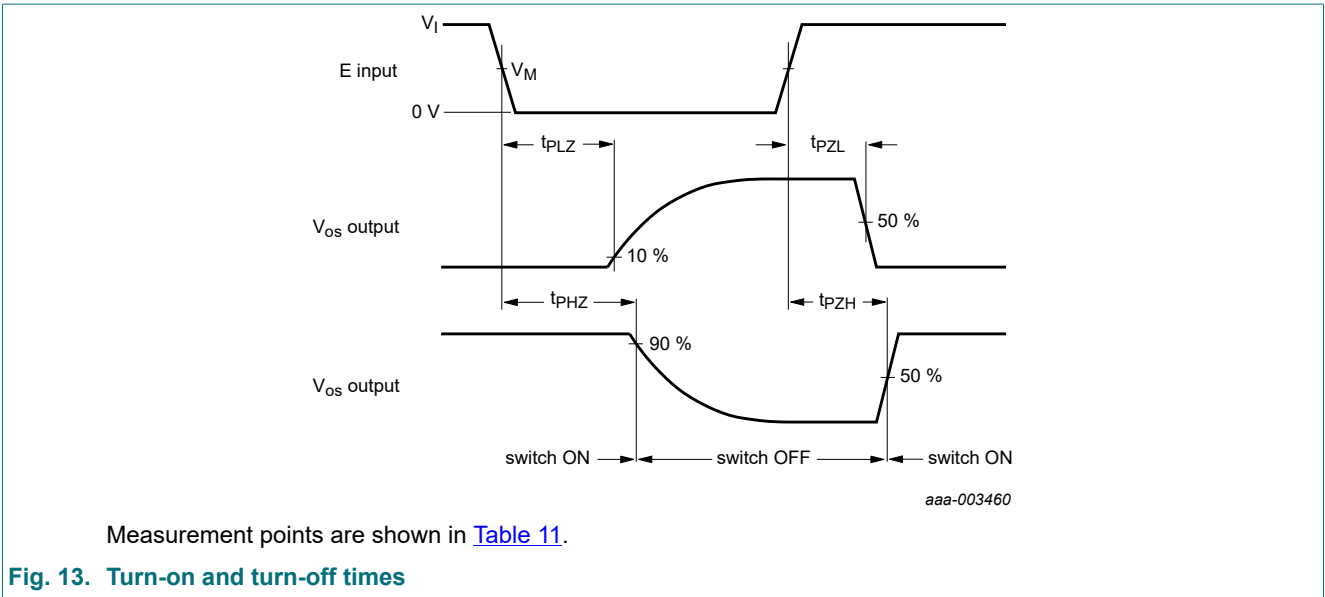 V_I
E input
V_M
0 V
t_PLZ
t_PZL
V_os output
50 %
10 %
t_PHZ
t_PZH
90 %
V_os output
50 %
switch ON
switch OFF
switch ON
aaa-003460
Measurement points are shown in Table 11.
Fig. 13. Turn-on and turn-off times